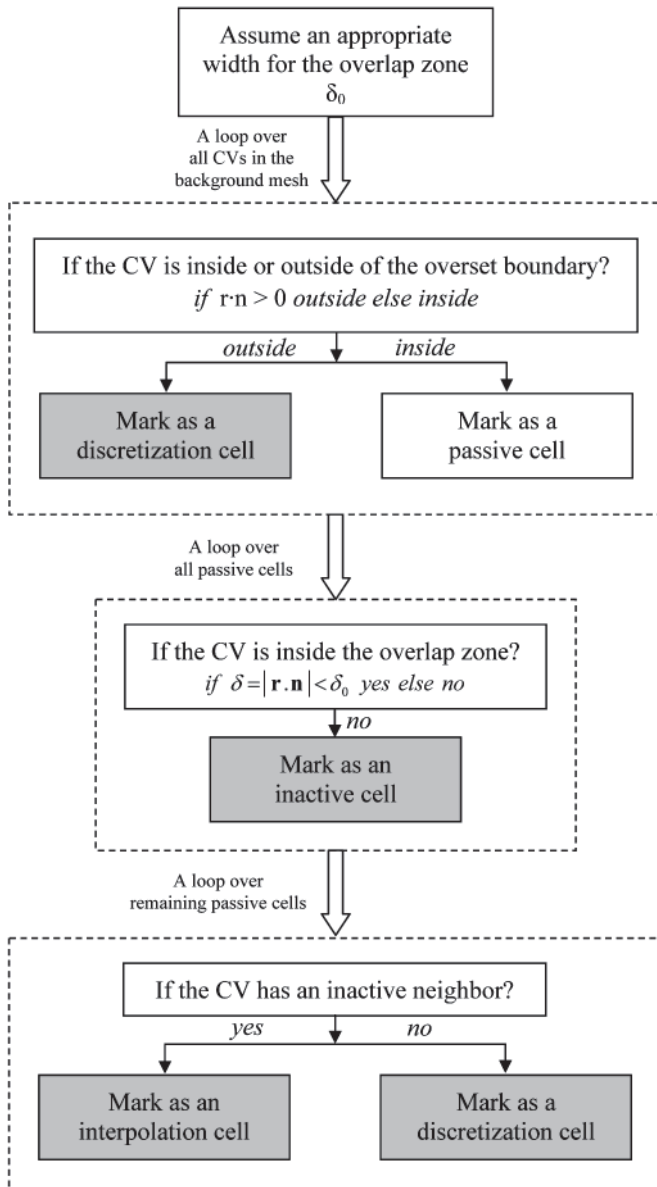 Assume an appropriate
width for the overlap zone
δ₀
A loop over
all CVs in the
background mesh
If the CV is inside or outside of the overset boundary?
if r·n > 0 outside else inside
outside inside
Mark as a
discretization cell
Mark as a
passive cell
A loop over
all passive cells
If the CV is inside the overlap zone?
if δ=|r.n|<δ₀ yes else no
no
Mark as an
inactive cell
A loop over
remaining passive cells
If the CV has an inactive neighbor?
yes no
Mark as an
interpolation cell
Mark as a
discretization cell